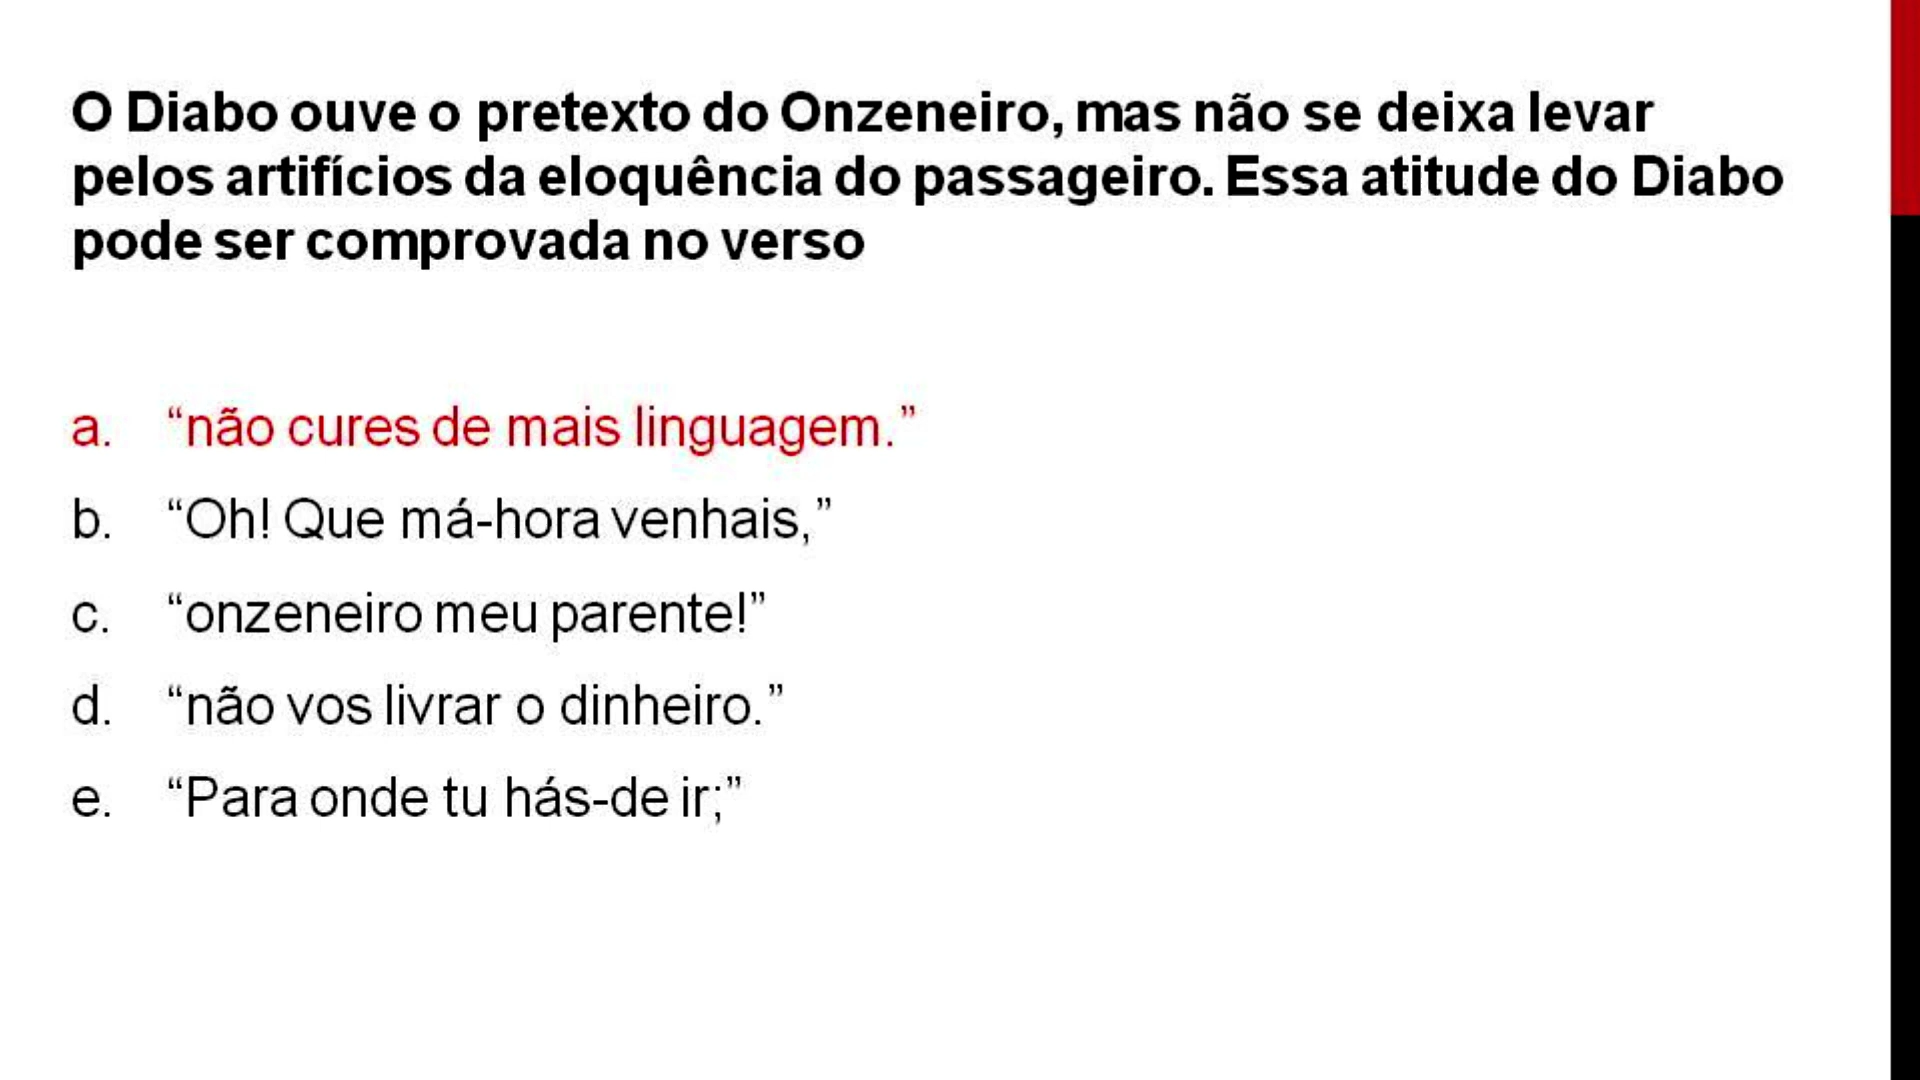 O Diabo ouve o pretexto do Onzeneiro, mas não se deixa levar
pelos artifícios da eloquência do passageiro. Essa atitude do Diabo
pode ser comprovada no verso
a. “não cures de mais linguagem.”
b. “Oh! Que má-hora venhais,”
c. “onzeneiro meu parente!”
d. “não vos livrar o dinheiro.”
e. “Para onde tu hás-de ir;”